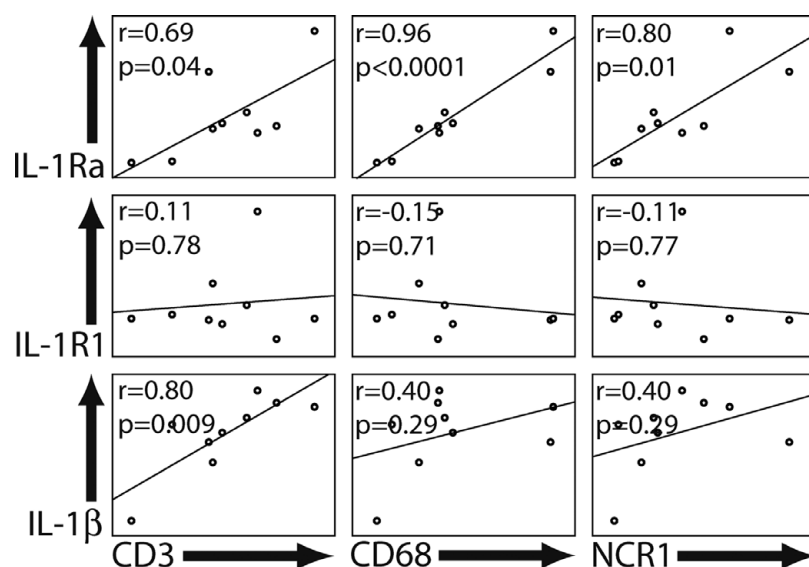 r=0.69
p=0.04
r=0.96
p<0.0001
r=0.80
p=0.01
IL-1Ra
r=0.11
p=0.78
r=-0.15
p=0.71
r=-0.11
p=0.77
IL-1R1
r=0.80
p=0.009
r=0.40
p=0.29
r=0.40
p=0.29
IL-1β
CD3
CD68
NCR1